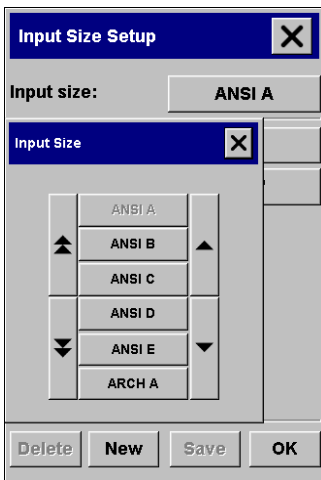 Input Size Setup
Input size:
ANSI A
Input Size
ANSI A
ANSI B
ANSI C
ANSI D
ANSI E
ARCH A
Delete
New
Save
OK